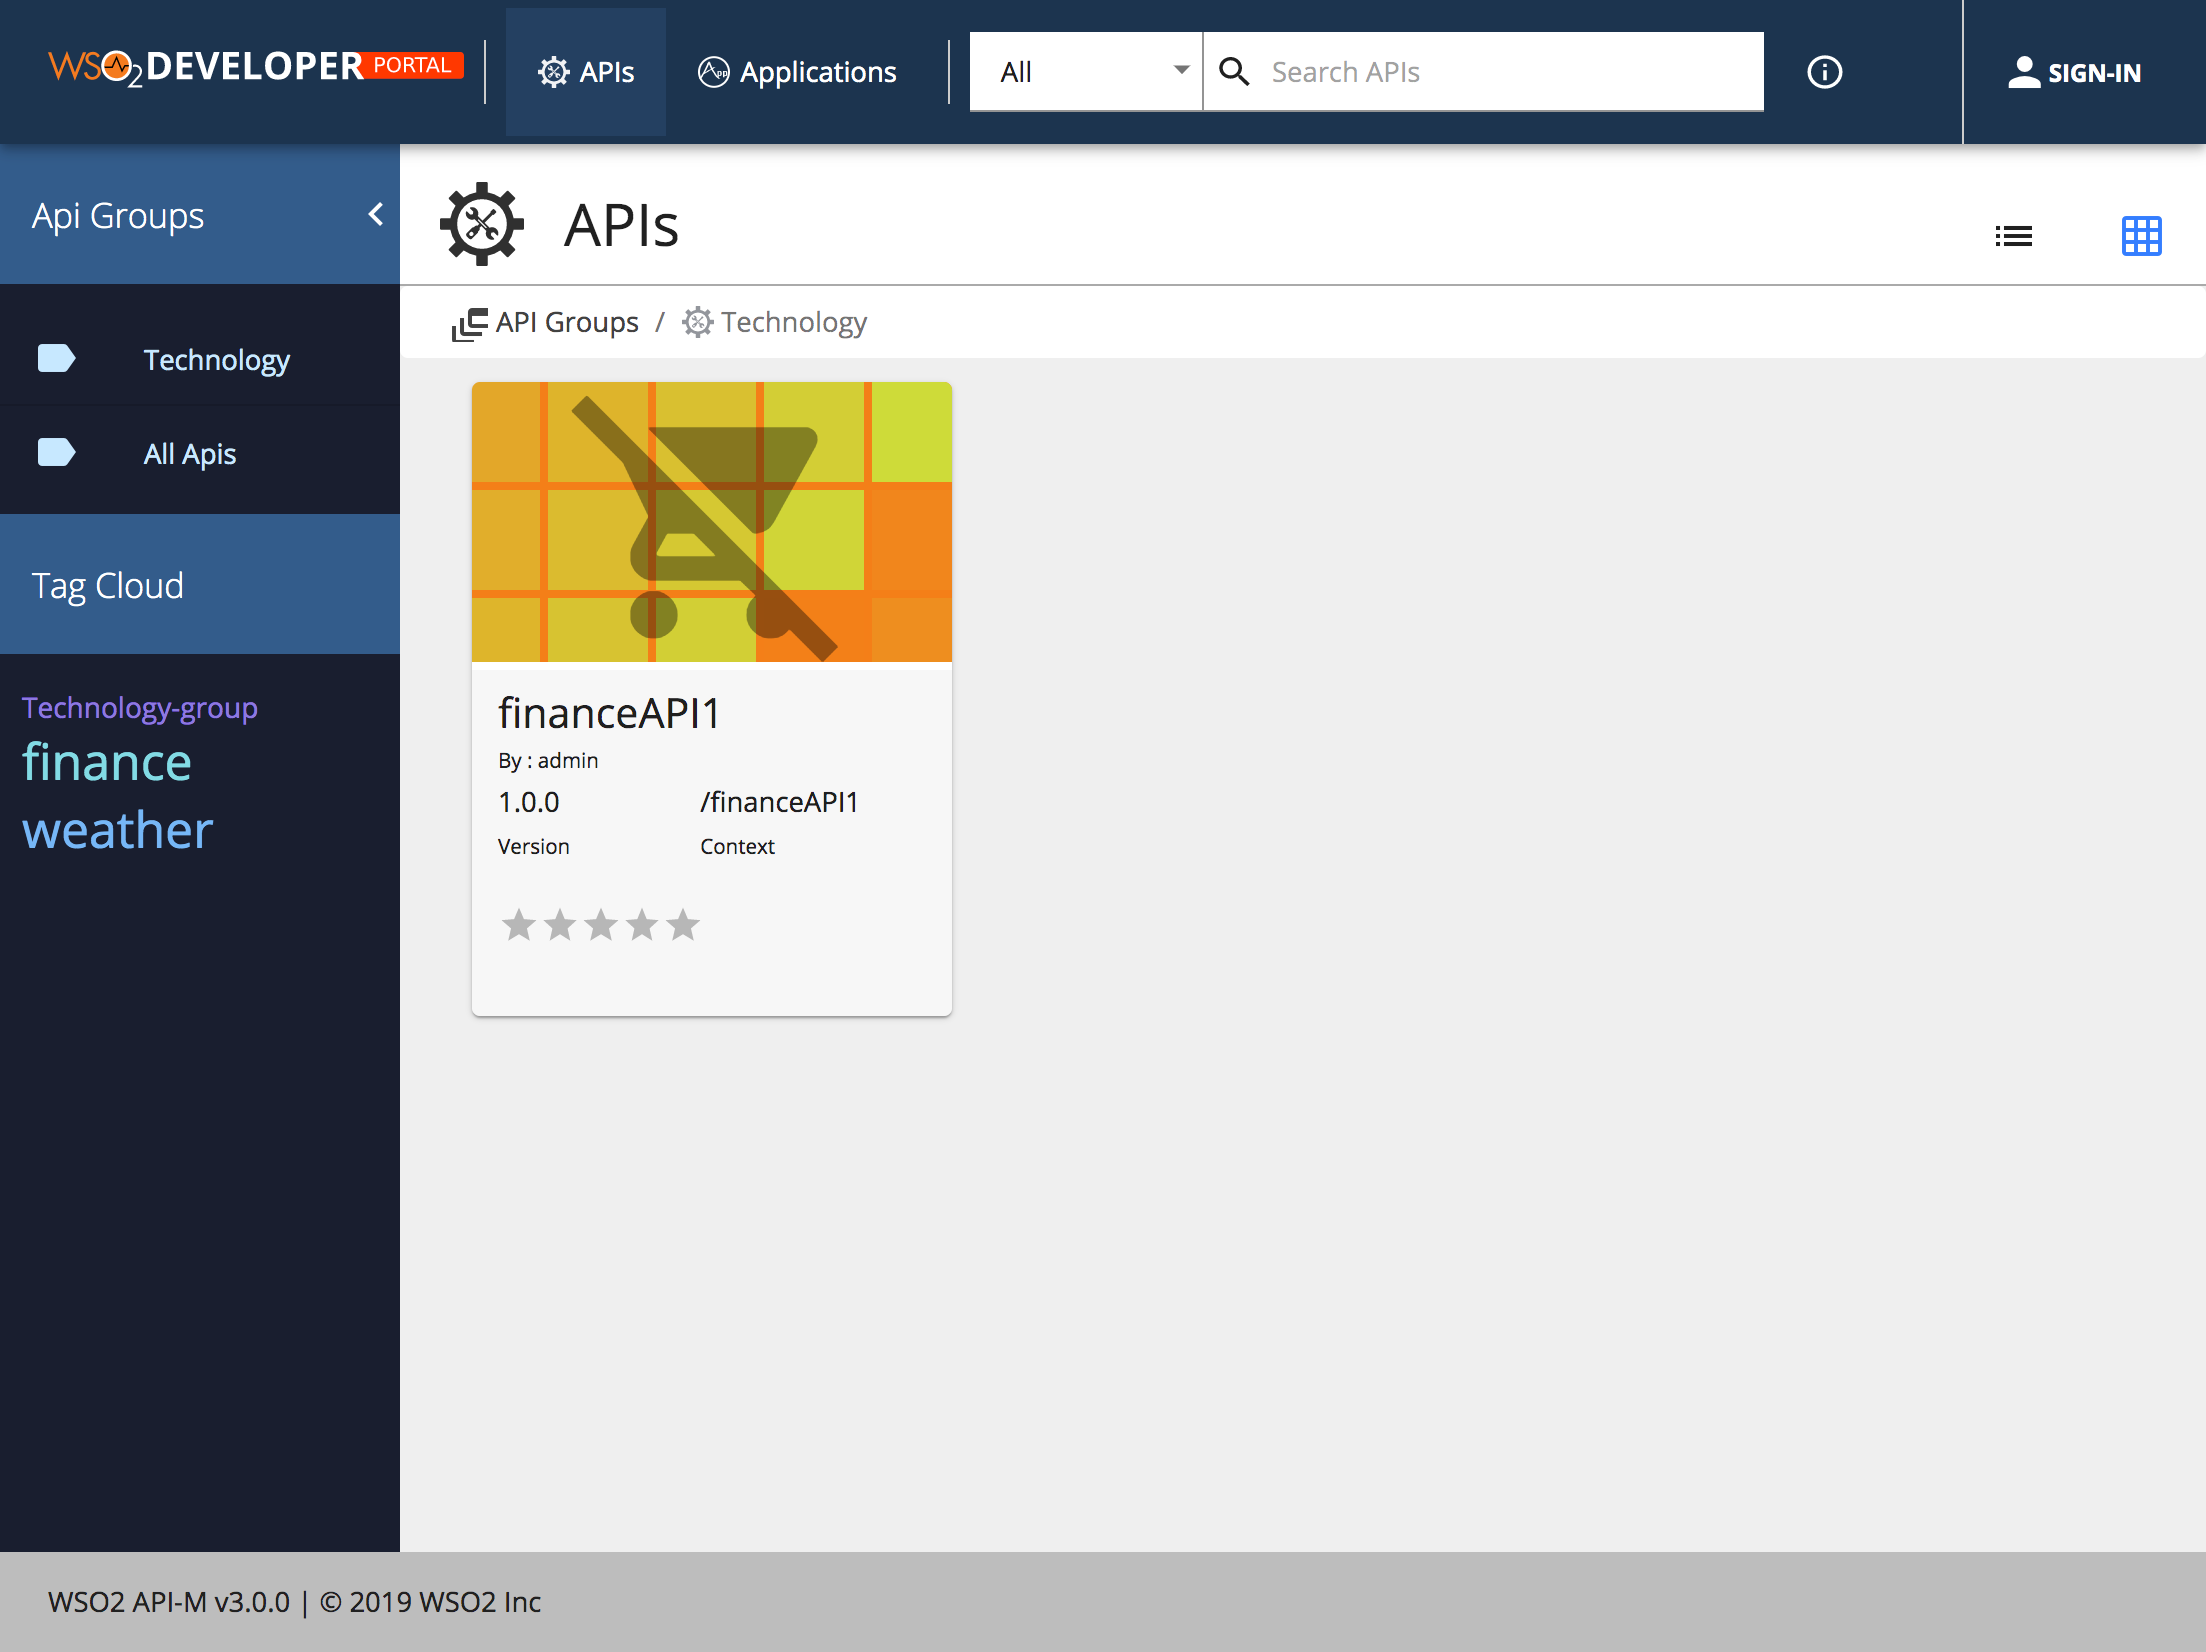 WSO2 DEVELOPER PORTAL
APIs
Applications
All
Search APIs
SIGN-IN
Api Groups
APIs
API Groups / Technology
Technology
All Apis
Tag Cloud
Technology-group
finance
weather
financeAPI1
By : admin
1.0.0 /financeAPI1
Version Context
WSO2 API-M v3.0.0 | © 2019 WSO2 Inc